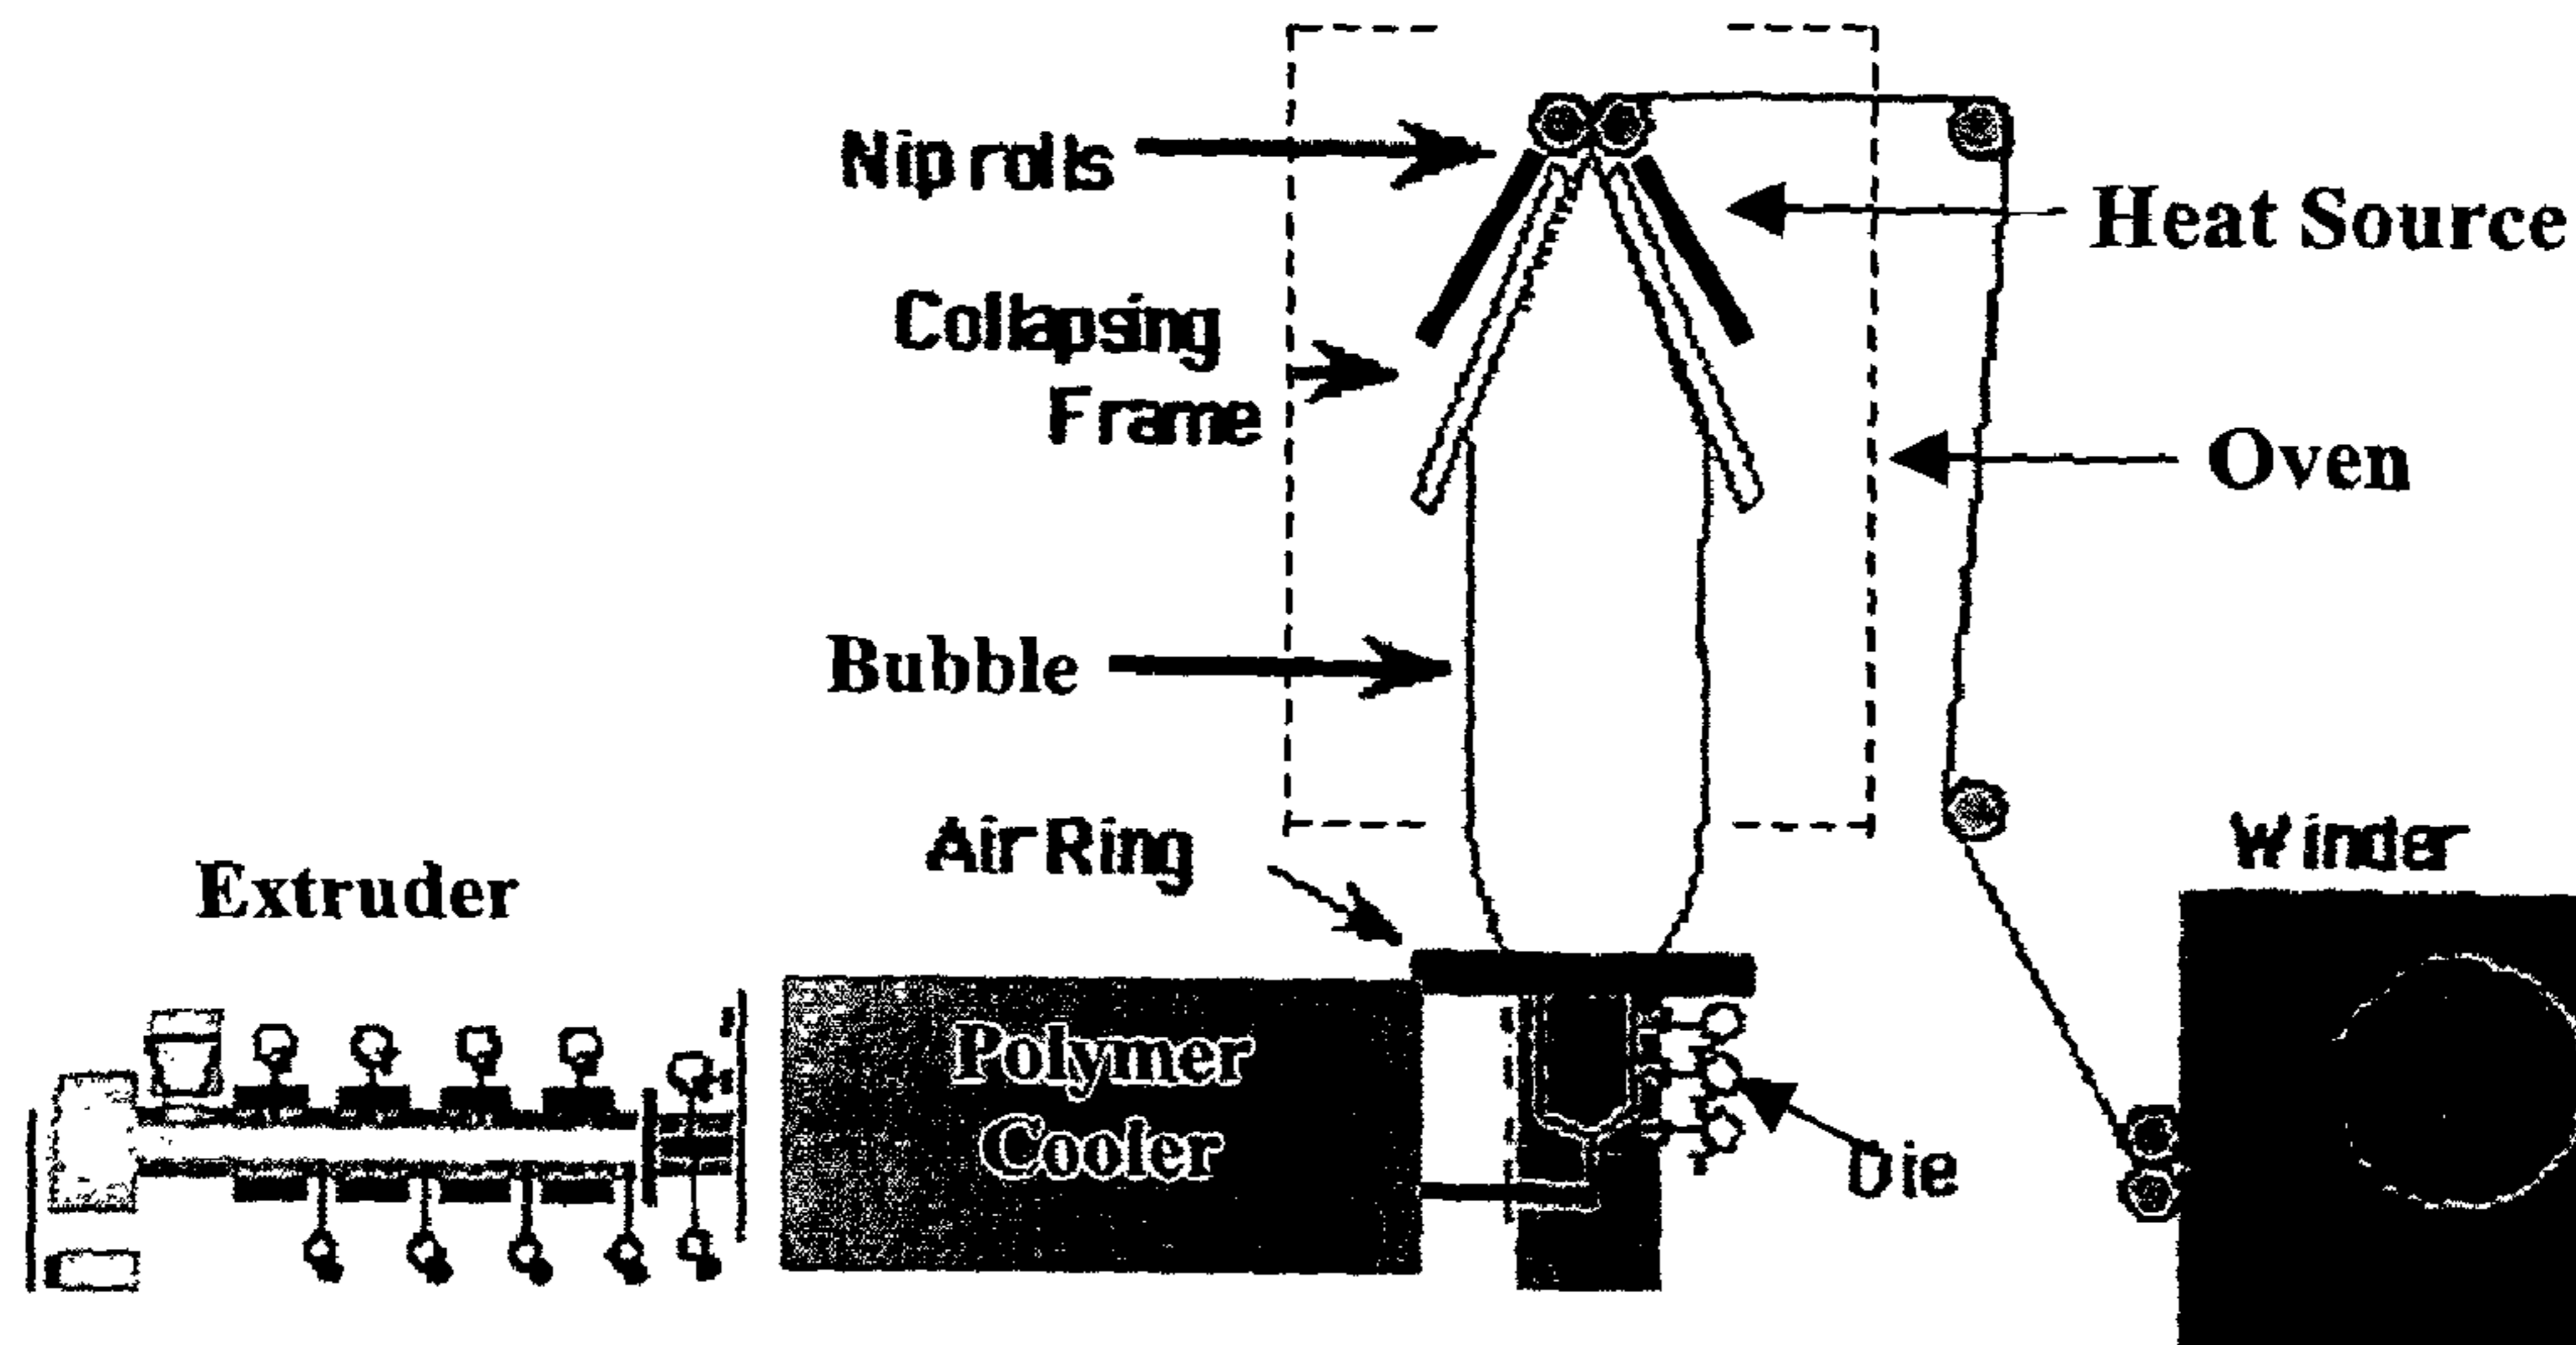 Nip rolls
Heat Source
Collapsing
Frame
Oven
Bubble
Air Ring
Winder
Extruder
Polymer
Cooler
Die